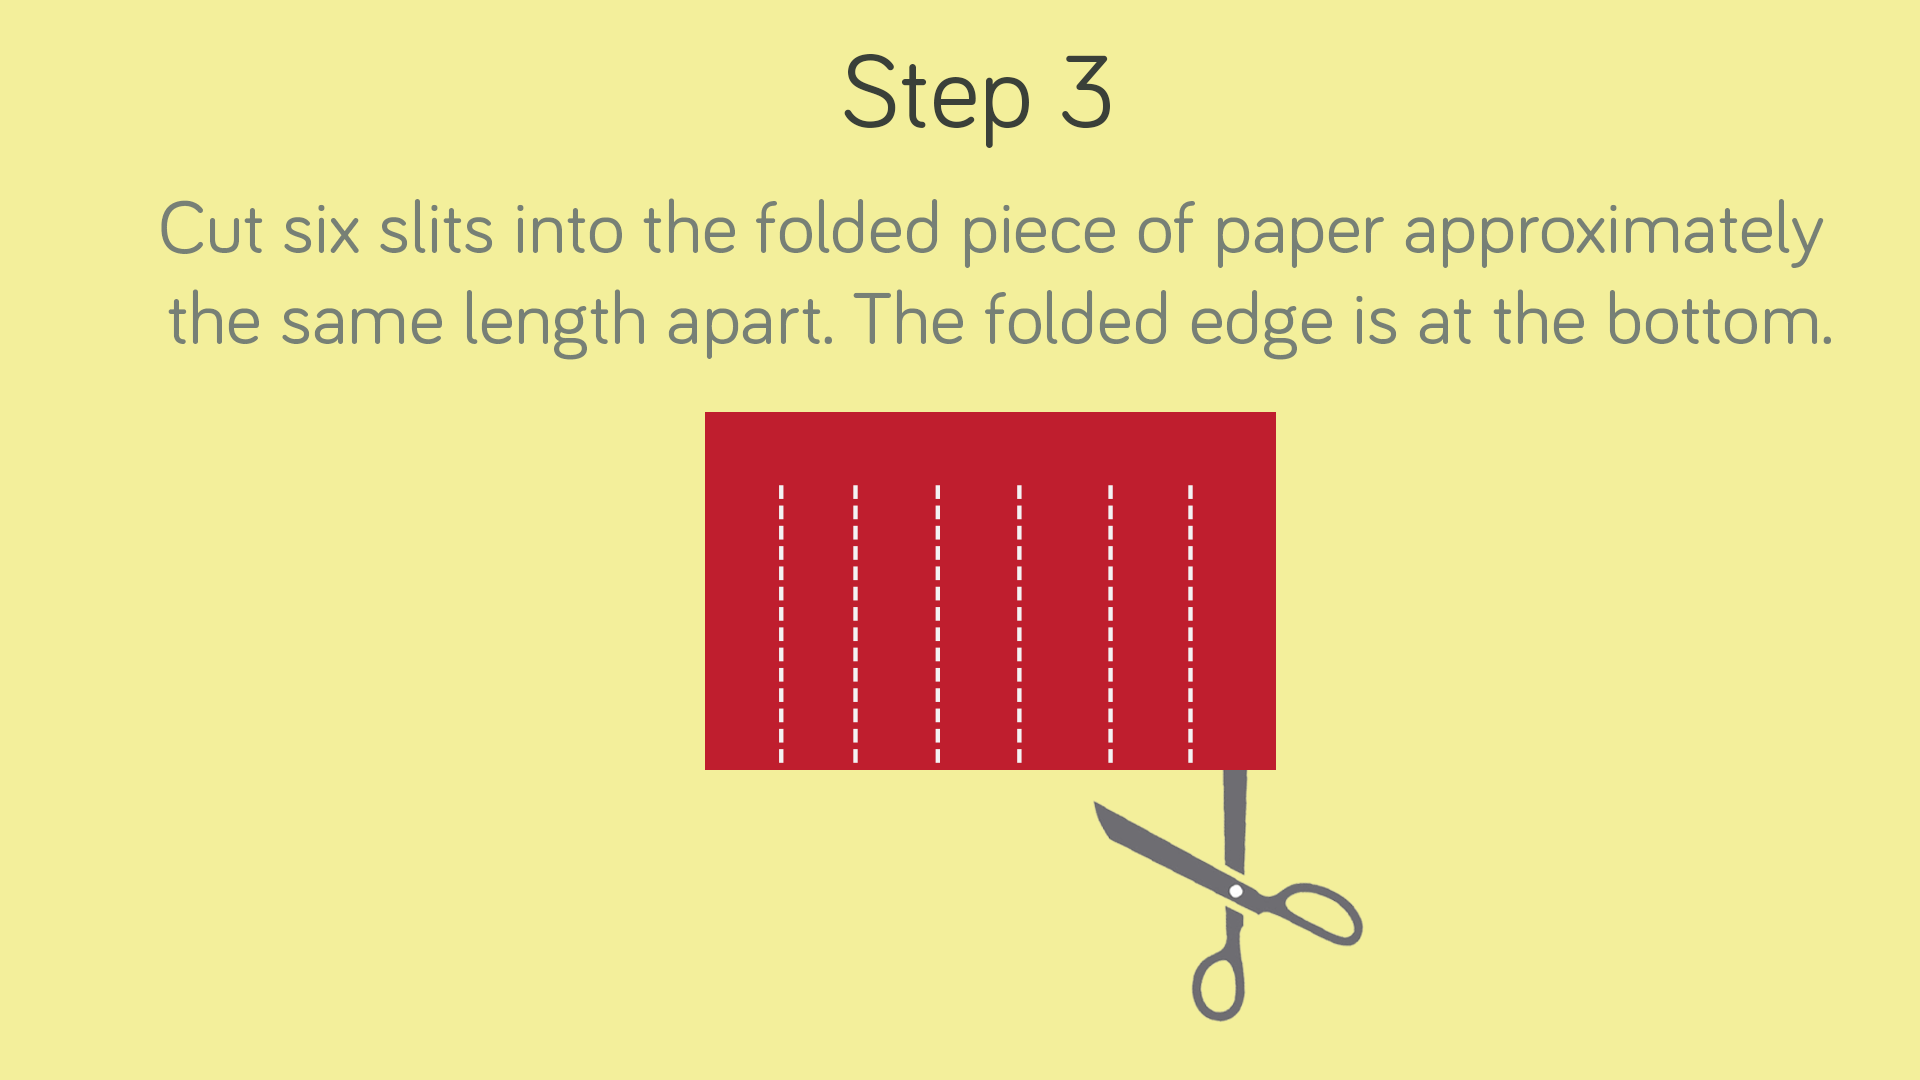 Step 3
Cut six slits into the folded piece of paper approximately
the same length apart. The folded edge is at the bottom.